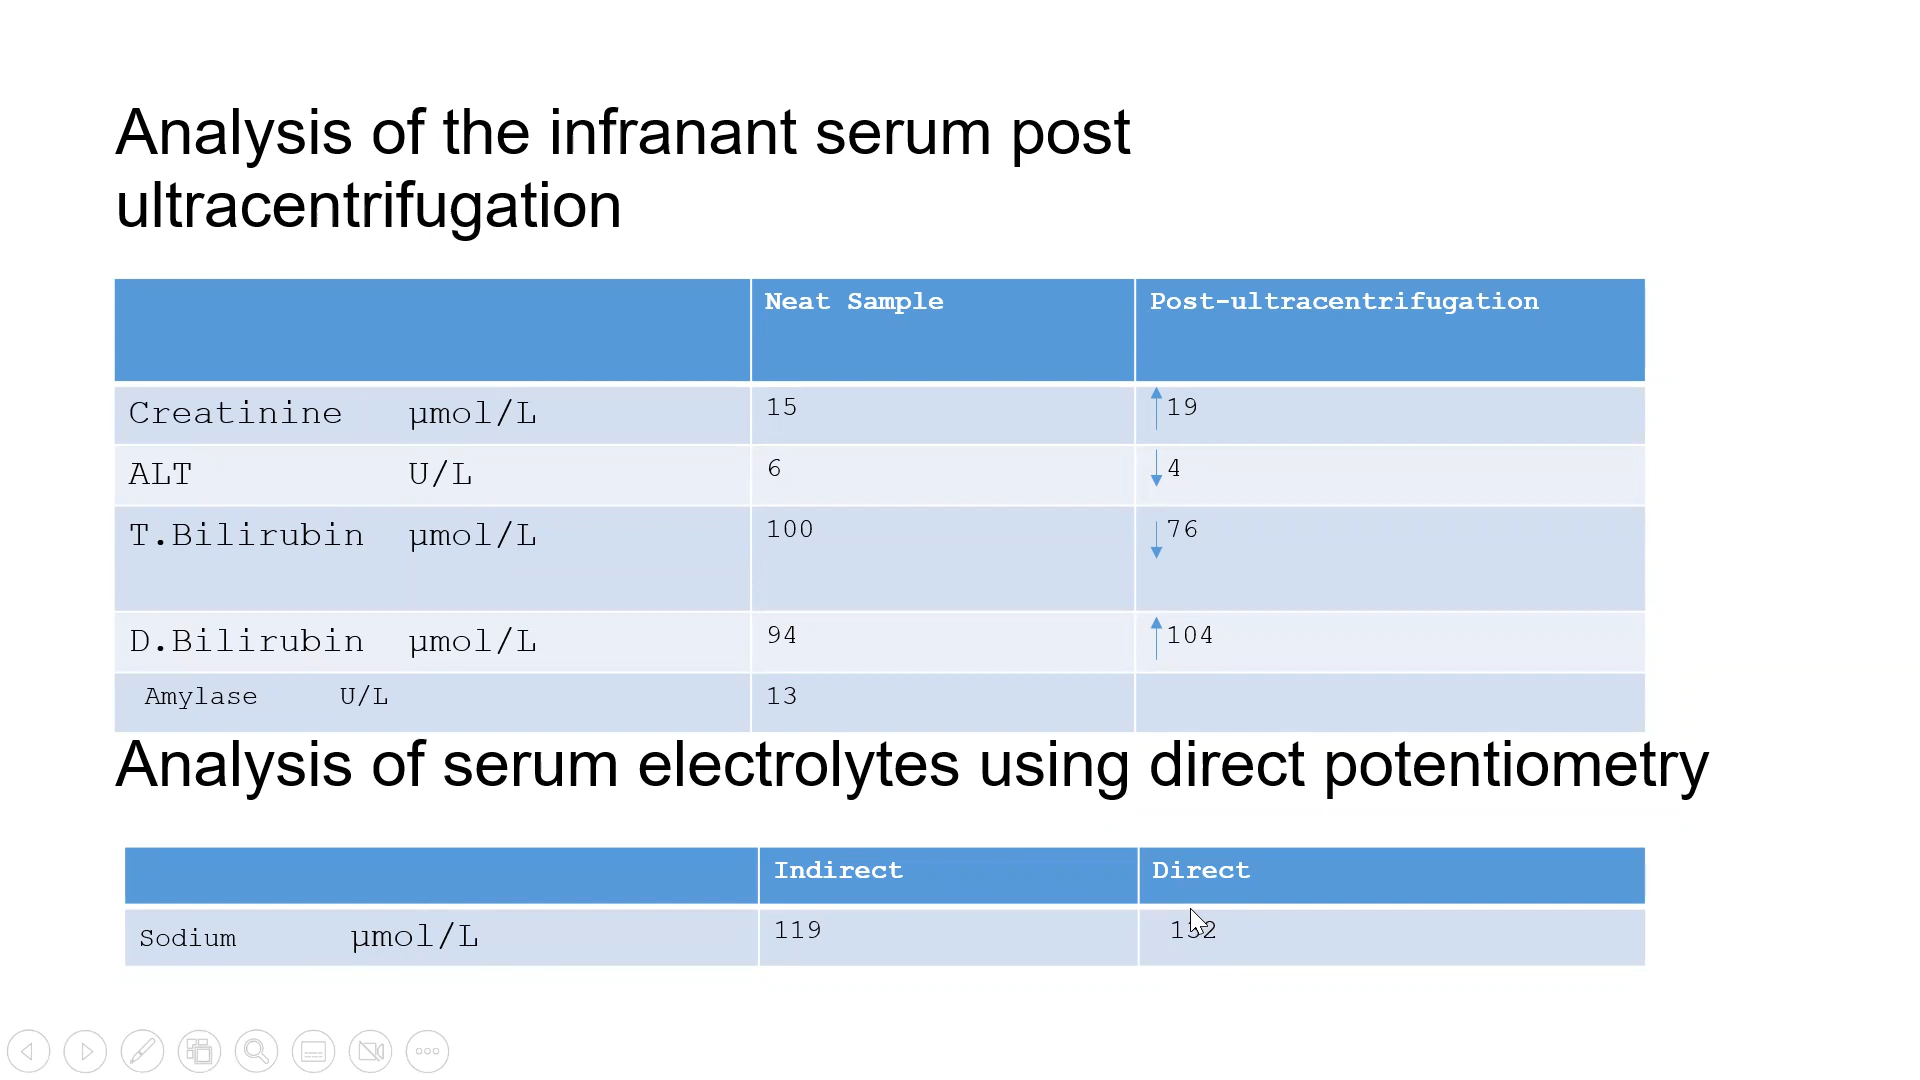 Analysis of the infranant serum post
ultracentrifugation
Neat Sample Post-ultracentrifugation
Creatinine µmol/L 15 19
ALT U/L 6 4
T.Bilirubin µmol/L 100 76
D.Bilirubin µmol/L 94 104
Amylase U/L 13
Analysis of serum electrolytes using direct potentiometry
Indirect Direct
Sodium µmol/L 119